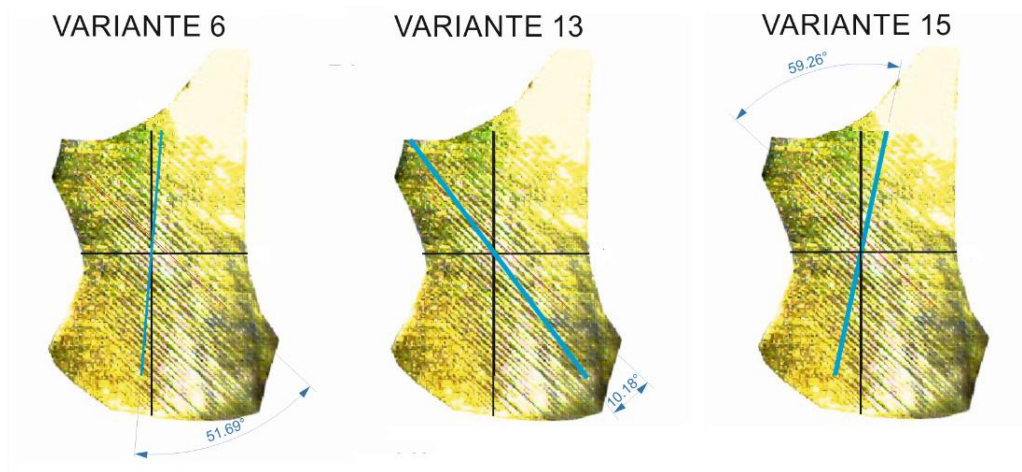 VARIANTE 6
VARIANTE 13
VARIANTE 15
59.26°
10.18°
51.69°